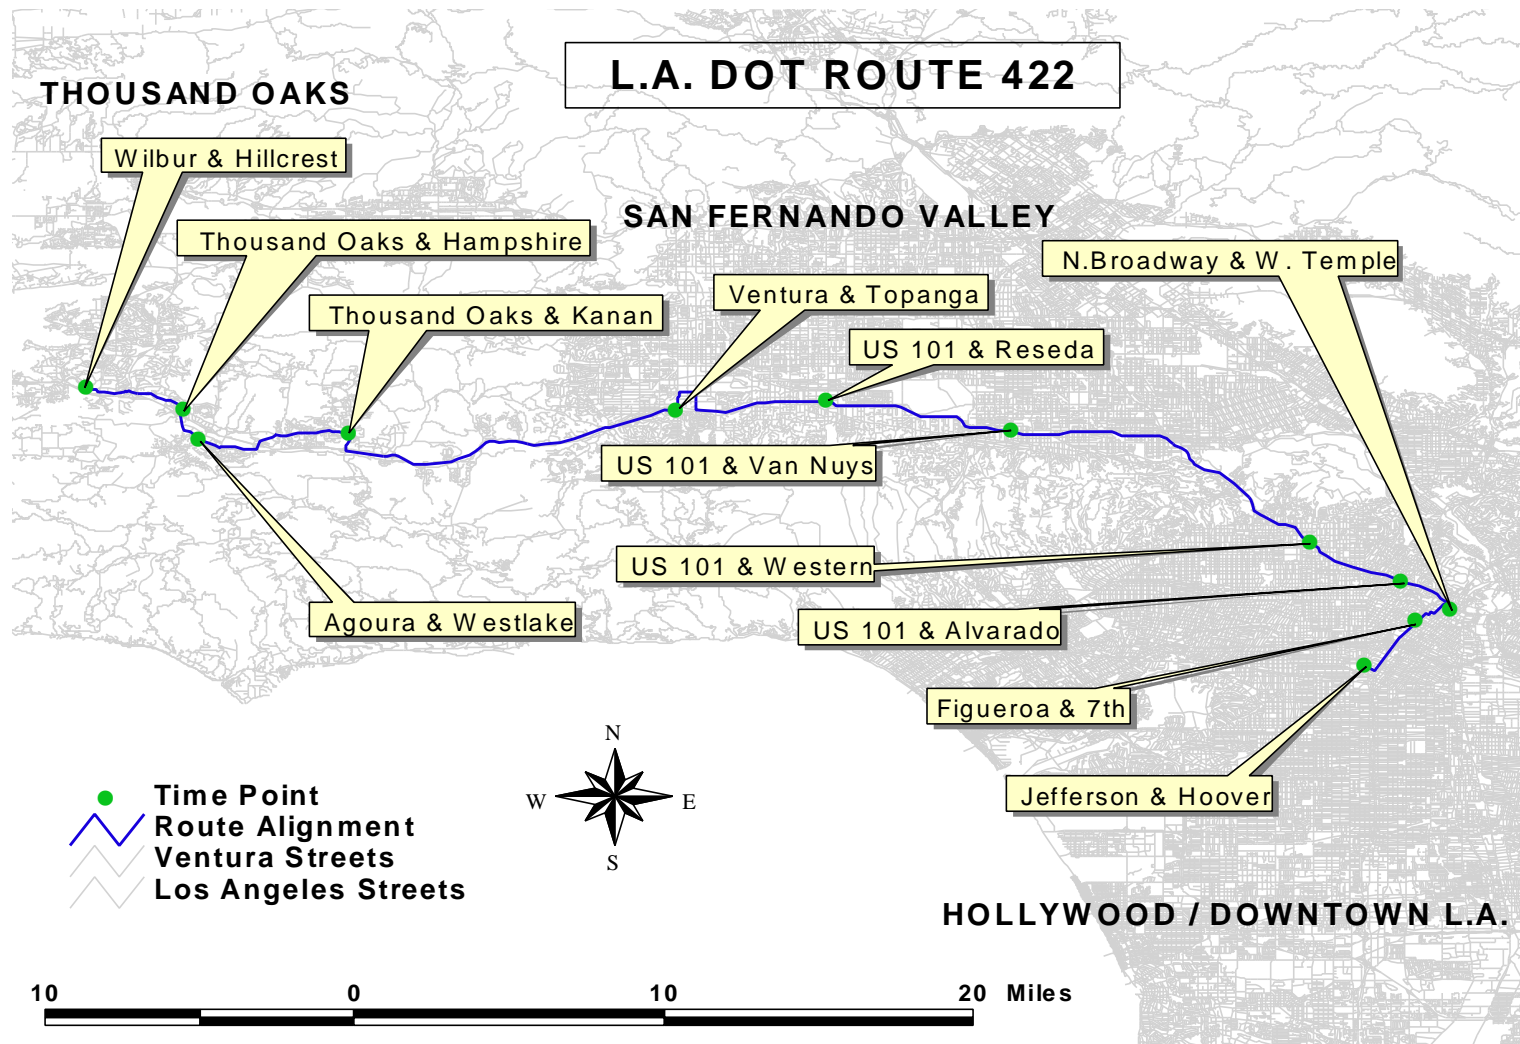 L.A. DOT ROUTE 422
THOUSAND OAKS
Wilbur & Hillcrest
SAN FERNANDO VALLEY
Thousand Oaks & Hampshire
N.Broadway & W. Temple
Ventura & Topanga
Thousand Oaks & Kanan
US 101 & Reseda
US 101 & Van Nuys
US 101 & Western
Agoura & Westlake
US 101 & Alvarado
Figueroa & 7th
Jefferson & Hoover
N
W E
S
Time Point
Route Alignment
Ventura Streets
Los Angeles Streets
HOLLYWOOD / DOWNTOWN L.A.
10 0 10 20 Miles